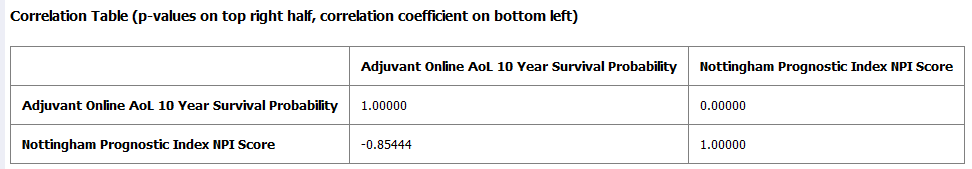 Correlation Table (p-values on top right half, correlation coefficient on bottom left)
Adjuvant Online AoL 10 Year Survival Probability Nottingham Prognostic Index NPI Score
Adjuvant Online AoL 10 Year Survival Probability 1.00000 0.00000
Nottingham Prognostic Index NPI Score -0.85444 1.00000